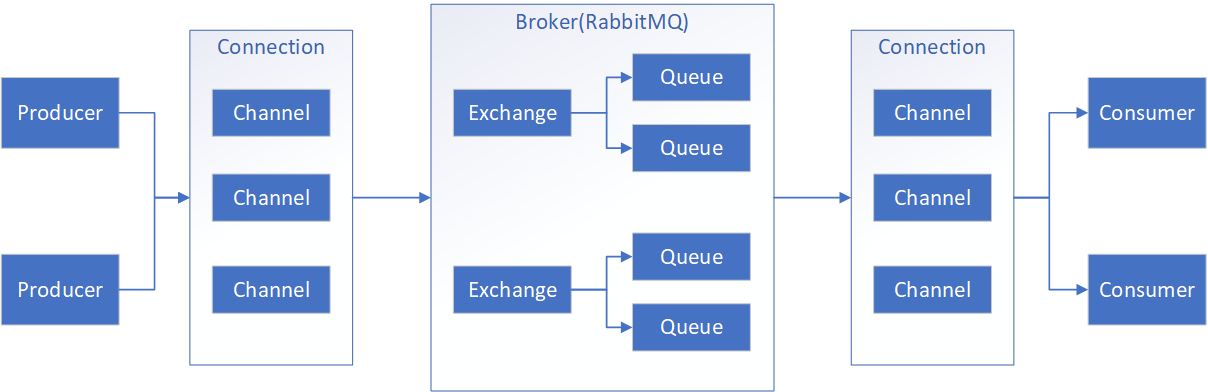 Broker(RabbitMQ)
Connection
Connection
Queue
Producer
Channel
Exchange
Channel
Consumer
Queue
Channel
Channel
Queue
Producer
Channel
Exchange
Channel
Consumer
Queue